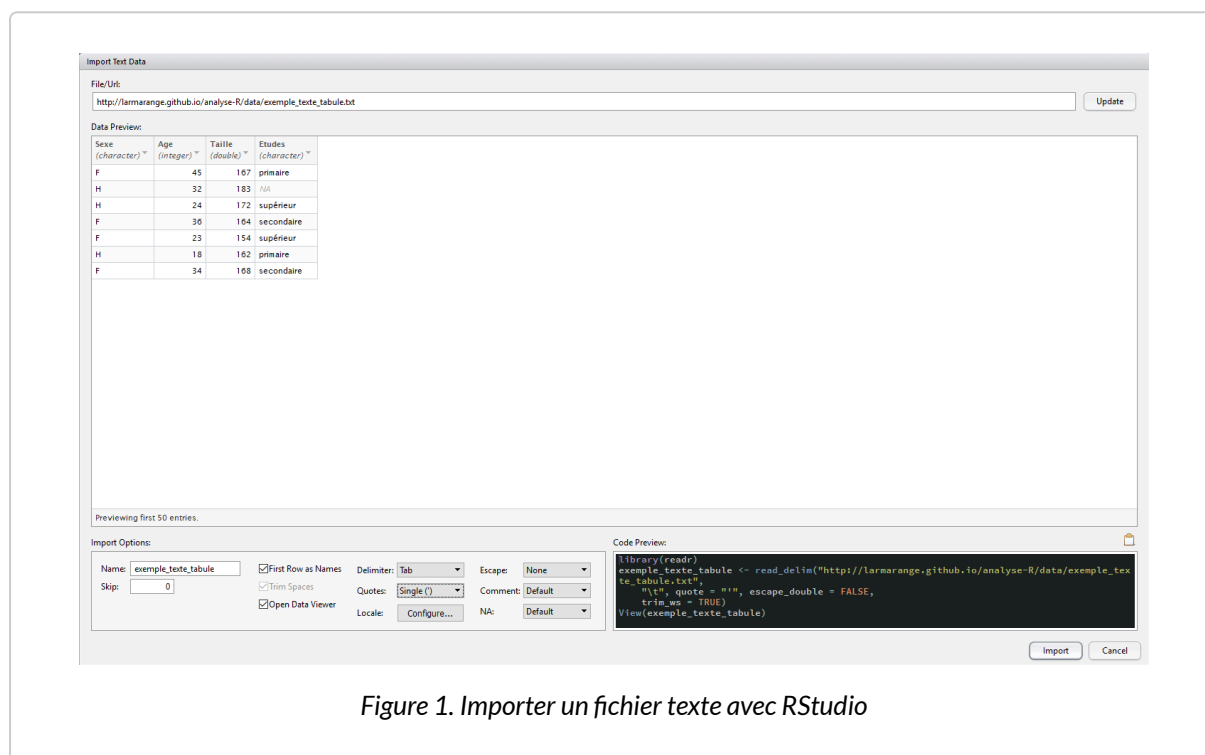 Import Text Data
File/Url:
http://larmarange.github.io/analyse-R/data/exemple_texte_tabule.txt
Update
Data Preview:
Sexe Age Taille Etudes
(character) (integer) (double) (character)
F 45 167 primaire
H 32 183 NA
H 24 172 supérieur
F 36 164 secondaire
F 23 154 supérieur
H 18 162 primaire
F 34 168 secondaire
Previewing first 50 entries.
Import Options:
Name: exemple_texte_tabule
Skip: 0
First Row as Names
Trim Spaces
Open Data Viewer
Delimiter: Tab
Quotes: Single (')
Locale: Configure...
Escape: None
Comment: Default
NA: Default
Code Preview:
library(readr)
exemple_texte_tabule <- read_delim("http://larmarange.github.io/analyse-R/data/exemple_tex
te_tabule.txt",
"\t", quote = "'", escape_double = FALSE,
trim_ws = TRUE)
View(exemple_texte_tabule)
Import Cancel
Figure 1. Importer un fichier texte avec RStudio